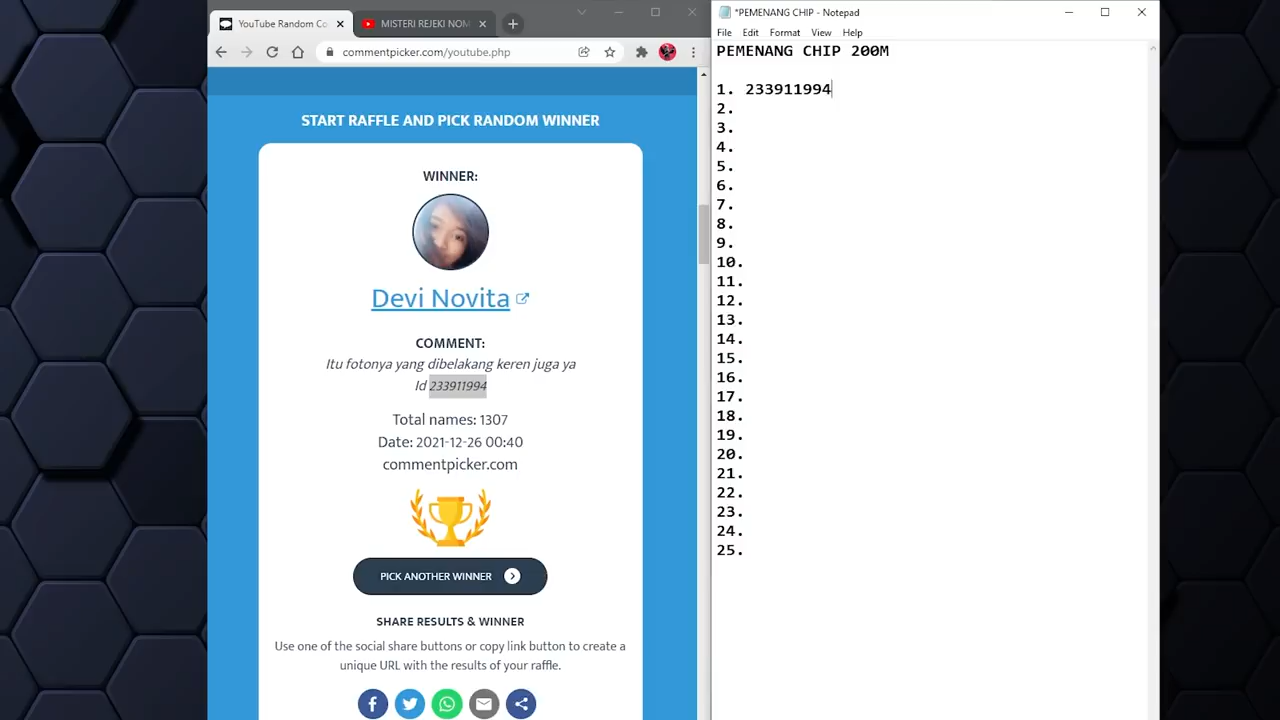 YouTube Random Co
MISTERI REJEKI NOM
commentpicker.com/youtube.php
START RAFFLE AND PICK RANDOM WINNER
WINNER:
Devi Novita
COMMENT:
Itu fotonya yang dibelakang keren juga ya
Id 233911994
Total names: 1307
Date: 2021-12-26 00:40
commentpicker.com
PICK ANOTHER WINNER
SHARE RESULTS & WINNER
Use one of the social share buttons or copy link button to create a
unique URL with the results of your raffle.
*PEMENANG CHIP - Notepad
File Edit Format View Help
PEMENANG CHIP 200M
1. 233911994
2.
3.
4.
5.
6.
7.
8.
9.
10.
11.
12.
13.
14.
15.
16.
17.
18.
19.
20.
21.
22.
23.
24.
25.